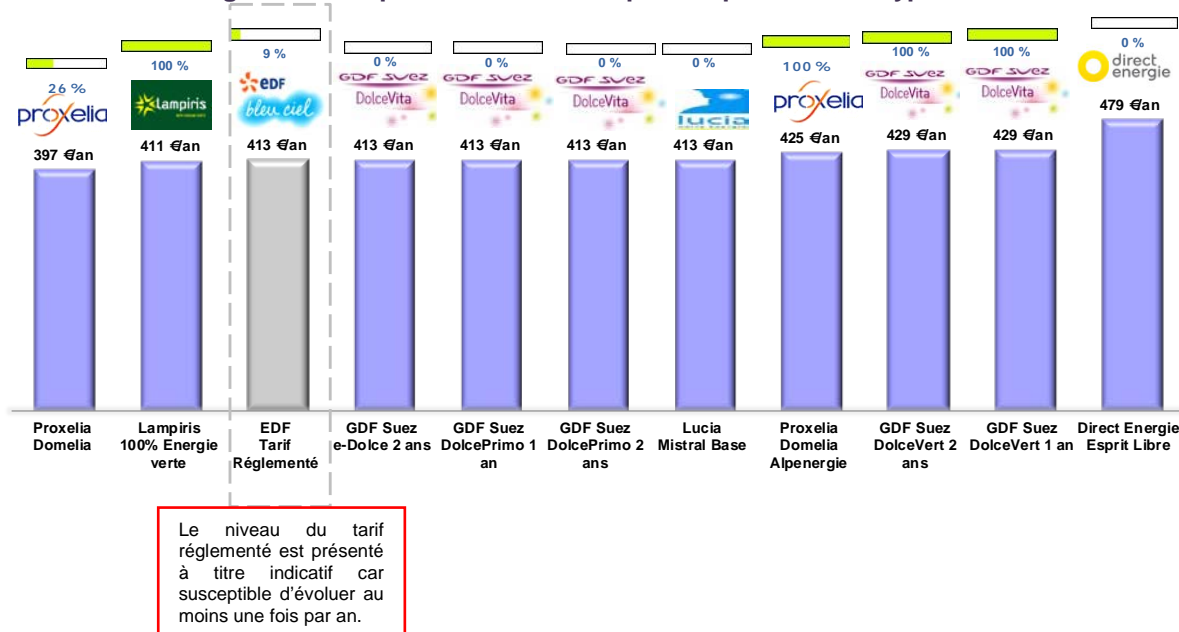 26 %
100 %
9 %
0 %
0 %
0 %
0 %
100 %
100 %
100 %
0 %
proxelia
Lampiris
edf
bleu ciel
GDF SUEZ
DolceVita
GDF SUEZ
DolceVita
GDF SUEZ
DolceVita
lucia
proxelia
GDF SUEZ
DolceVita
GDF SUEZ
DolceVita
direct
energie
397 €/an
411 €/an
413 €/an
413 €/an
413 €/an
413 €/an
413 €/an
425 €/an
429 €/an
429 €/an
479 €/an
Proxelia
Domelia
Lampiris
100% Energie
verte
EDF
Tarif
Réglementé
GDF Suez
e-Dolce 2 ans
GDF Suez
DolcePrimo 1
an
GDF Suez
DolcePrimo 2
ans
Lucia
Mistral Base
Proxelia
Domelia
Alpenergie
GDF Suez
DolceVert 2
ans
GDF Suez
DolceVert 1 an
Direct Energie
Esprit Libre
Le niveau du tarif
réglementé est présenté
à titre indicatif car
susceptible d'évoluer au
moins une fois par an.